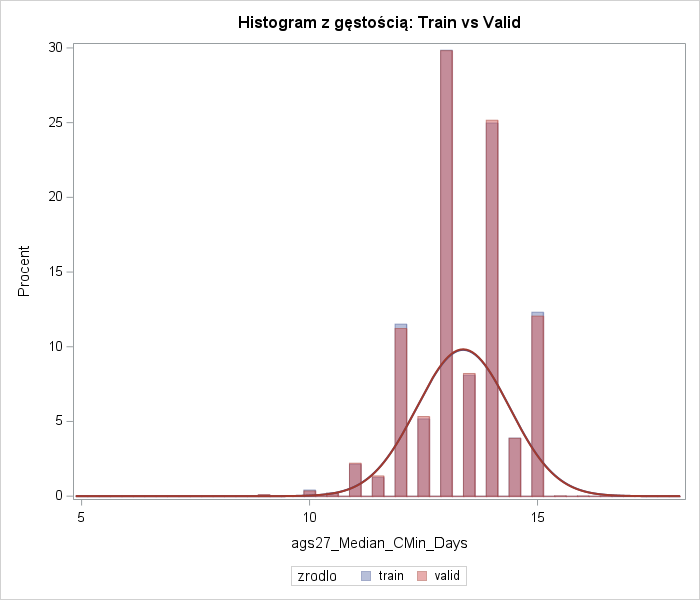 Histogram z gęstością: Train vs Valid
30
25
20
15
10
5
0
Procent
5 10 15
ags27_Median_CMin_Days
zrodlo train valid